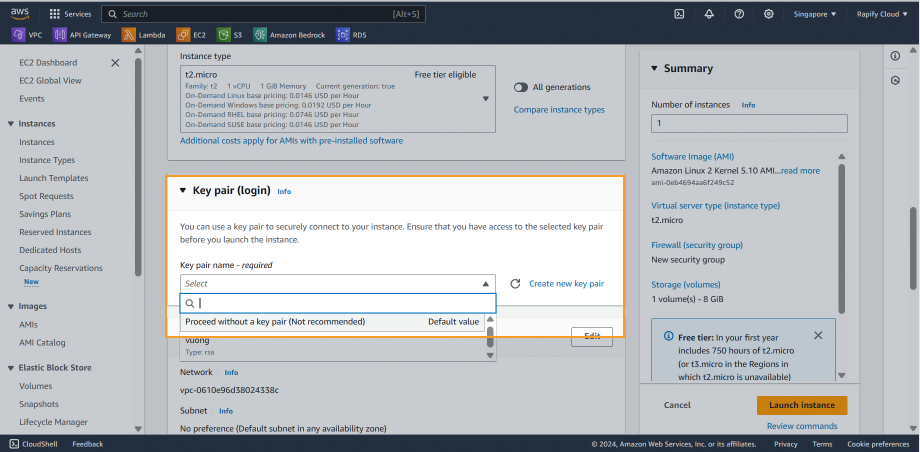 aws
Services
Search
[Alt+S]
Singapore
Rapify Cloud
VPC
API Gateway
Lambda
EC2
S3
Amazon Bedrock
RDS
EC2 Dashboard
EC2 Global View
Events
Instances
Instances
Instance Types
Launch Templates
Spot Requests
Savings Plans
Reserved Instances
Dedicated Hosts
Capacity Reservations
New
Images
AMIs
AMI Catalog
Elastic Block Store
Volumes
Snapshots
Lifecycle Manager
Instance type
t2.micro
Free tier eligible
Family: t2 1 vCPU 1 GiB Memory Current generation: true
On-Demand Linux base pricing: 0.0146 USD per Hour
On-Demand Windows base pricing: 0.0192 USD per Hour
On-Demand RHEL base pricing: 0.0746 USD per Hour
On-Demand SUSE base pricing: 0.0146 USD per Hour
All generations
Compare instance types
Additional costs apply for AMIs with pre-installed software
Key pair (login) Info
You can use a key pair to securely connect to your instance. Ensure that you have access to the selected key pair
before you launch the instance.
Key pair name - required
Select
Create new key pair
Proceed without a key pair (Not recommended) Default value
vuong
Type: rsa
Edit
Network Info
vpc-0610e96d38024338c
Subnet Info
No preference (Default subnet in any availability zone)
Summary
Number of instances Info
1
Software Image (AMI)
Amazon Linux 2 Kernel 5.10 AMI...read more
ami-0eb4694aa6f249c52
Virtual server type (instance type)
t2.micro
Firewall (security group)
New security group
Storage (volumes)
1 volume(s) - 8 GiB
Free tier: In your first year
includes 750 hours of t2.micro
(or t3.micro in the Regions in
which t2.micro is unavailable)
Cancel
Launch instance
Review commands
CloudShell
Feedback
© 2024, Amazon Web Services, Inc. or its affiliates.
Privacy
Terms
Cookie preferences